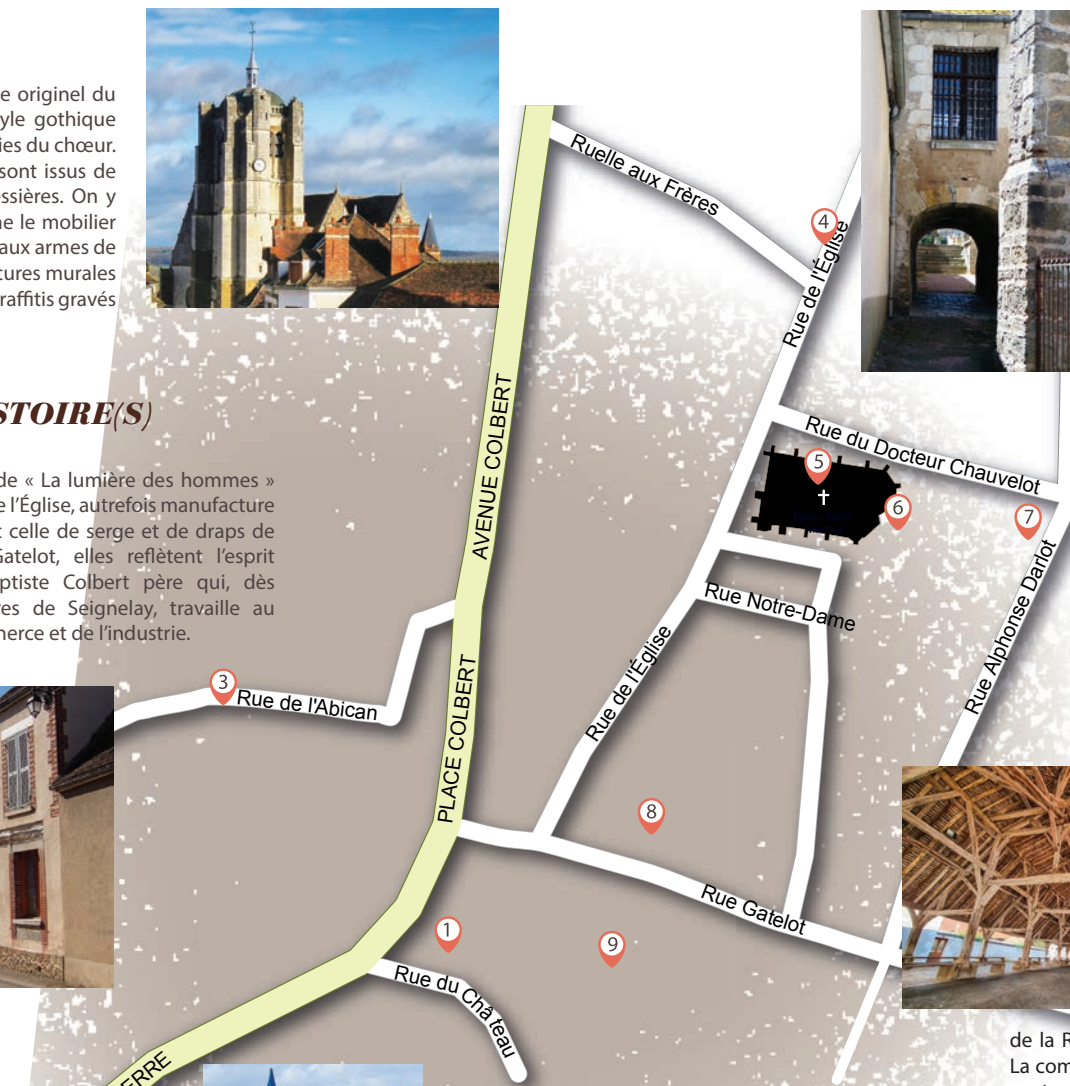 e originel du
yle gothique
ies du chœur.
sont issus de
essières. On y
ne le mobilier
aux armes de
tures murales
raffitis gravés
STOIRE(S)
de « La lumière des hommes »
e l'Église, autrefois manufacture
t celle de serge et de draps de
Gatelot, elles reflètent l'esprit
ptiste Colbert père qui, dès
res de Seignelay, travaille au
merce et de l'industrie.
Ruelle aux Frères
4
Rue de l'Église
AVENUE COLBERT
Rue du Docteur Chauvelot
5
6
7
Rue Notre-Dame
Rue Alphonse Darlot
Rue de l'Église
3
Rue de l'Abican
PLACE COLBERT
8
Rue Gatelot
1
9
Rue du Château
ERRE
de la R
La com